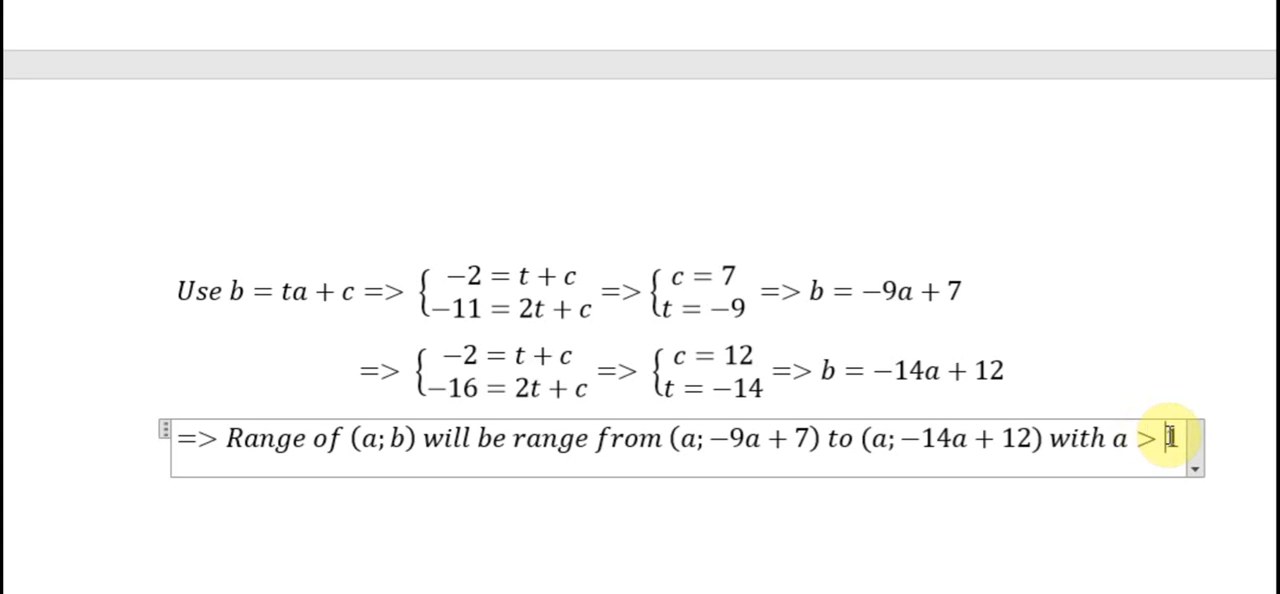 Use b = ta + c => { −2 = t + c
−11 = 2t + c => { c = 7
t = −9 => b = −9a + 7
=> { −2 = t + c
−16 = 2t + c => { c = 12
t = −14 => b = −14a + 12
=> Range of (a; b) will be range from (a; −9a + 7) to (a; −14a + 12) with a > 1